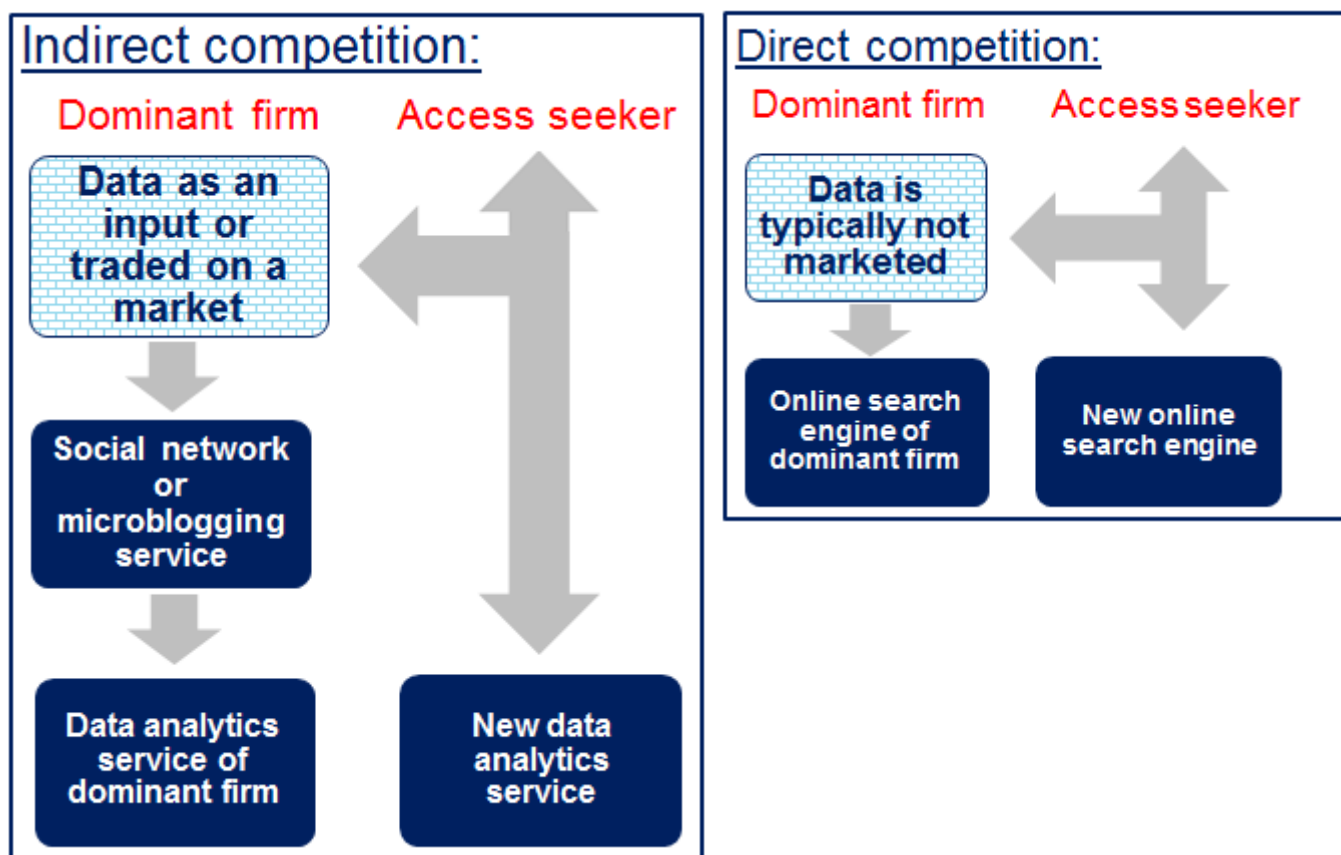 Indirect competition:
Dominant firm
Access seeker
Data as an
input or
traded on a
market
Social network
or
microblogging
service
Data analytics
service of
dominant firm
New data
analytics
service
Direct competition:
Dominant firm
Access seeker
Data is
typically not
marketed
Online search
engine of
dominant firm
New online
search engine